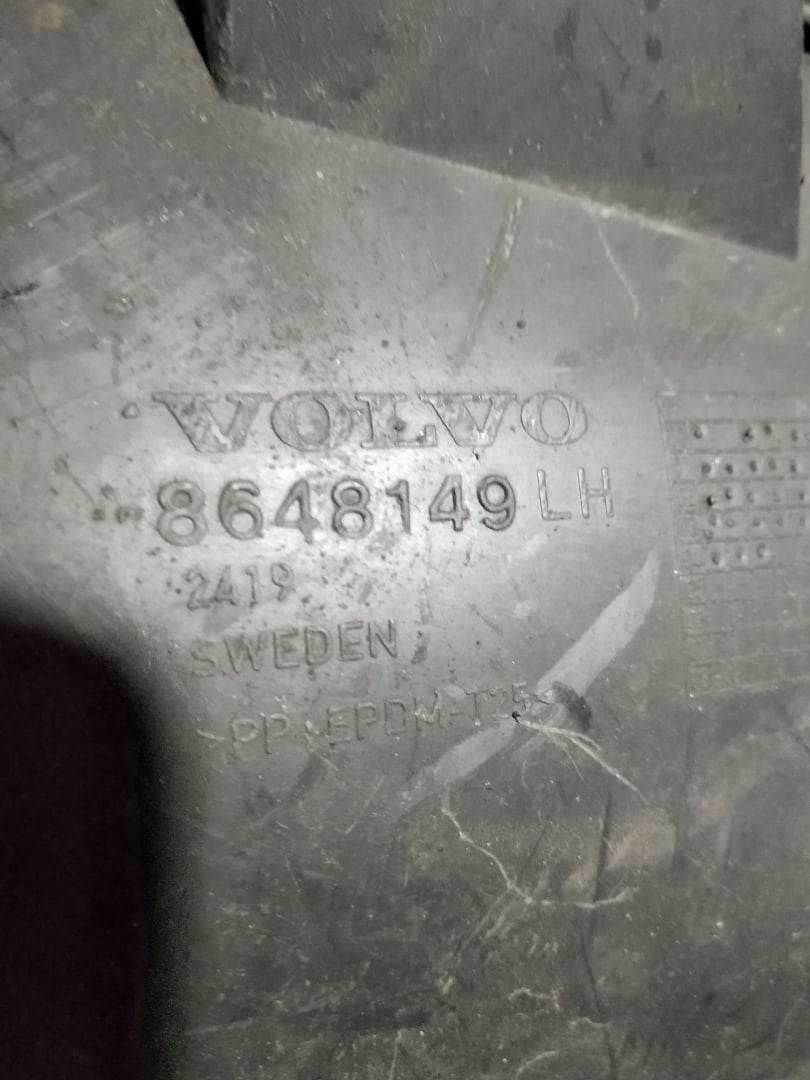 VOLVO
8648149 LH
2419
SWEDEN
>PP+EPDM-T25<